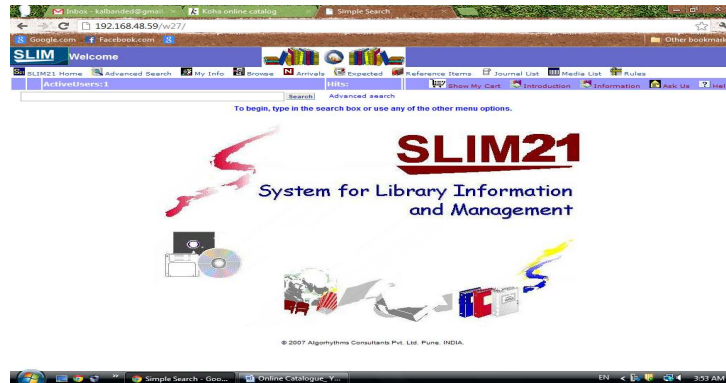 Inbox - kalbanded@gmail Koha online catalog Simple Search
192.168.48.59/w27/
Google.com Facebook.com Other bookmark
SLIM Welcome
SLIM21 Home Advanced Search My Info Browse Arrivals Expected Reference Items Journal List Media List Rules
ActiveUsers:1 Hits: Show My Cart Introduction Information Ask Us Hel
Search Advanced search
To begin, type in the search box or use any of the other menu options.
SLIM21
System for Library Information
and Management
© 2007 Algorhythms Consultants Pvt. Ltd. Pune. INDIA.
Simple Search - Goo... Online Catalogue_Y... EN 3:53 AM